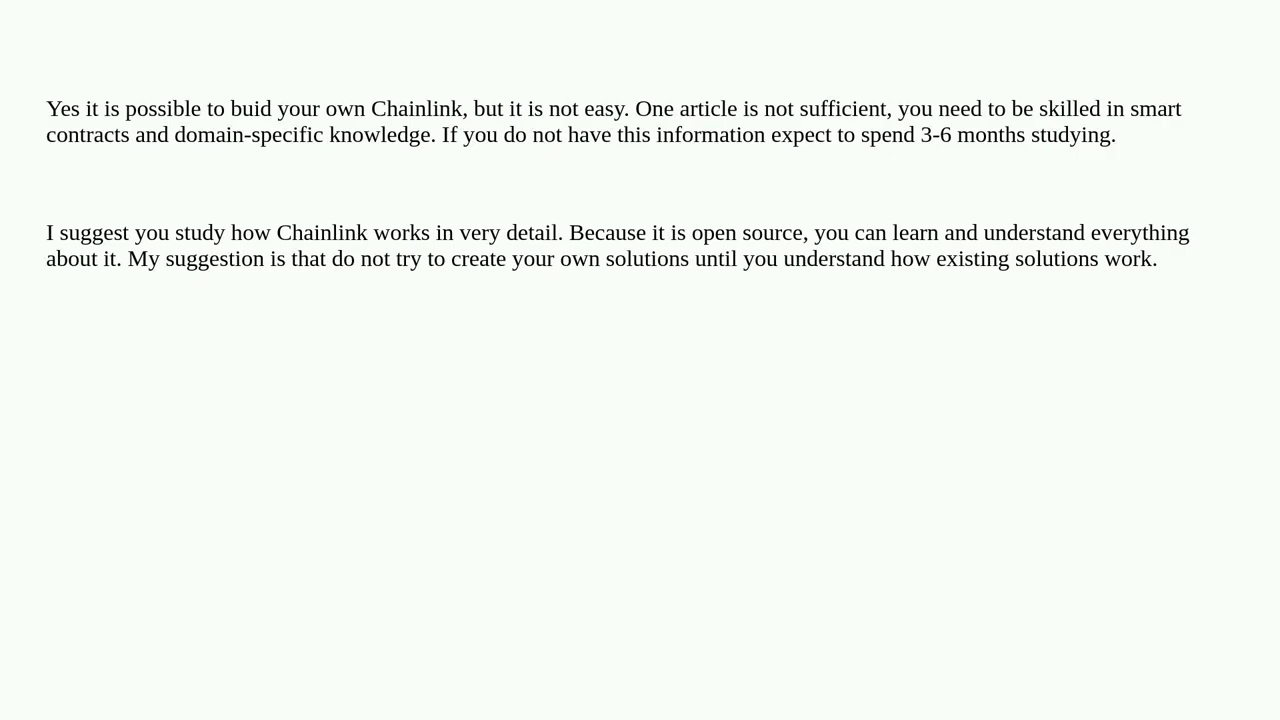 Yes it is possible to buid your own Chainlink, but it is not easy. One article is not sufficient, you need to be skilled in smart
contracts and domain-specific knowledge. If you do not have this information expect to spend 3-6 months studying.
I suggest you study how Chainlink works in very detail. Because it is open source, you can learn and understand everything
about it. My suggestion is that do not try to create your own solutions until you understand how existing solutions work.